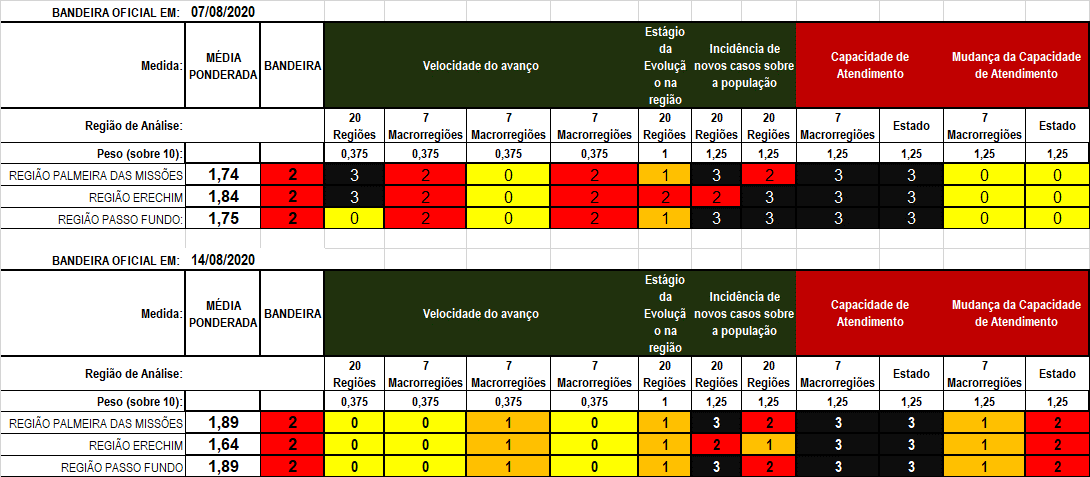 BANDEIRA OFICIAL EM: 07/08/2020
Medida: MÉDIA PONDERADA BANDEIRA Velocidade do avanço Estágio da Evolução na região Incidência de novos casos sobre a população Capacidade de Atendimento Mudança da Capacidade de Atendimento
Região de Análise: 20 Regiões 7 Macrorregiões 7 Macrorregiões 7 Macrorregiões 20 Regiões 20 Regiões 20 Regiões 7 Macrorregiões Estado 7 Macrorregiões Estado
Peso (sobre 10): 0,375 0,375 0,375 0,375 1 1,25 1,25 1,25 1,25 1,25 1,25
REGIÃO PALMEIRA DAS MISSÕES 1,74 2 3 2 0 2 1 3 2 3 3 0 0
REGIÃO ERECHIM 1,84 2 3 2 0 2 2 2 3 3 3 0 0
REGIÃO PASSO FUNDO: 1,75 2 0 2 0 2 1 3 3 3 3 0 0
BANDEIRA OFICIAL EM: 14/08/2020
Medida: MÉDIA PONDERADA BANDEIRA Velocidade do avanço Estágio da Evolução na região Incidência de novos casos sobre a população Capacidade de Atendimento Mudança da Capacidade de Atendimento
Região de Análise: 20 Regiões 7 Macrorregiões 7 Macrorregiões 7 Macrorregiões 20 Regiões 20 Regiões 20 Regiões 7 Macrorregiões Estado 7 Macrorregiões Estado
Peso (sobre 10): 0,375 0,375 0,375 0,375 1 1,25 1,25 1,25 1,25 1,25 1,25
REGIÃO PALMEIRA DAS MISSÕES 1,89 2 0 0 1 0 1 3 2 3 3 1 2
REGIÃO ERECHIM 1,64 2 0 0 1 0 1 2 1 3 3 1 2
REGIÃO PASSO FUNDO 1,89 2 0 0 1 0 1 3 2 3 3 1 2